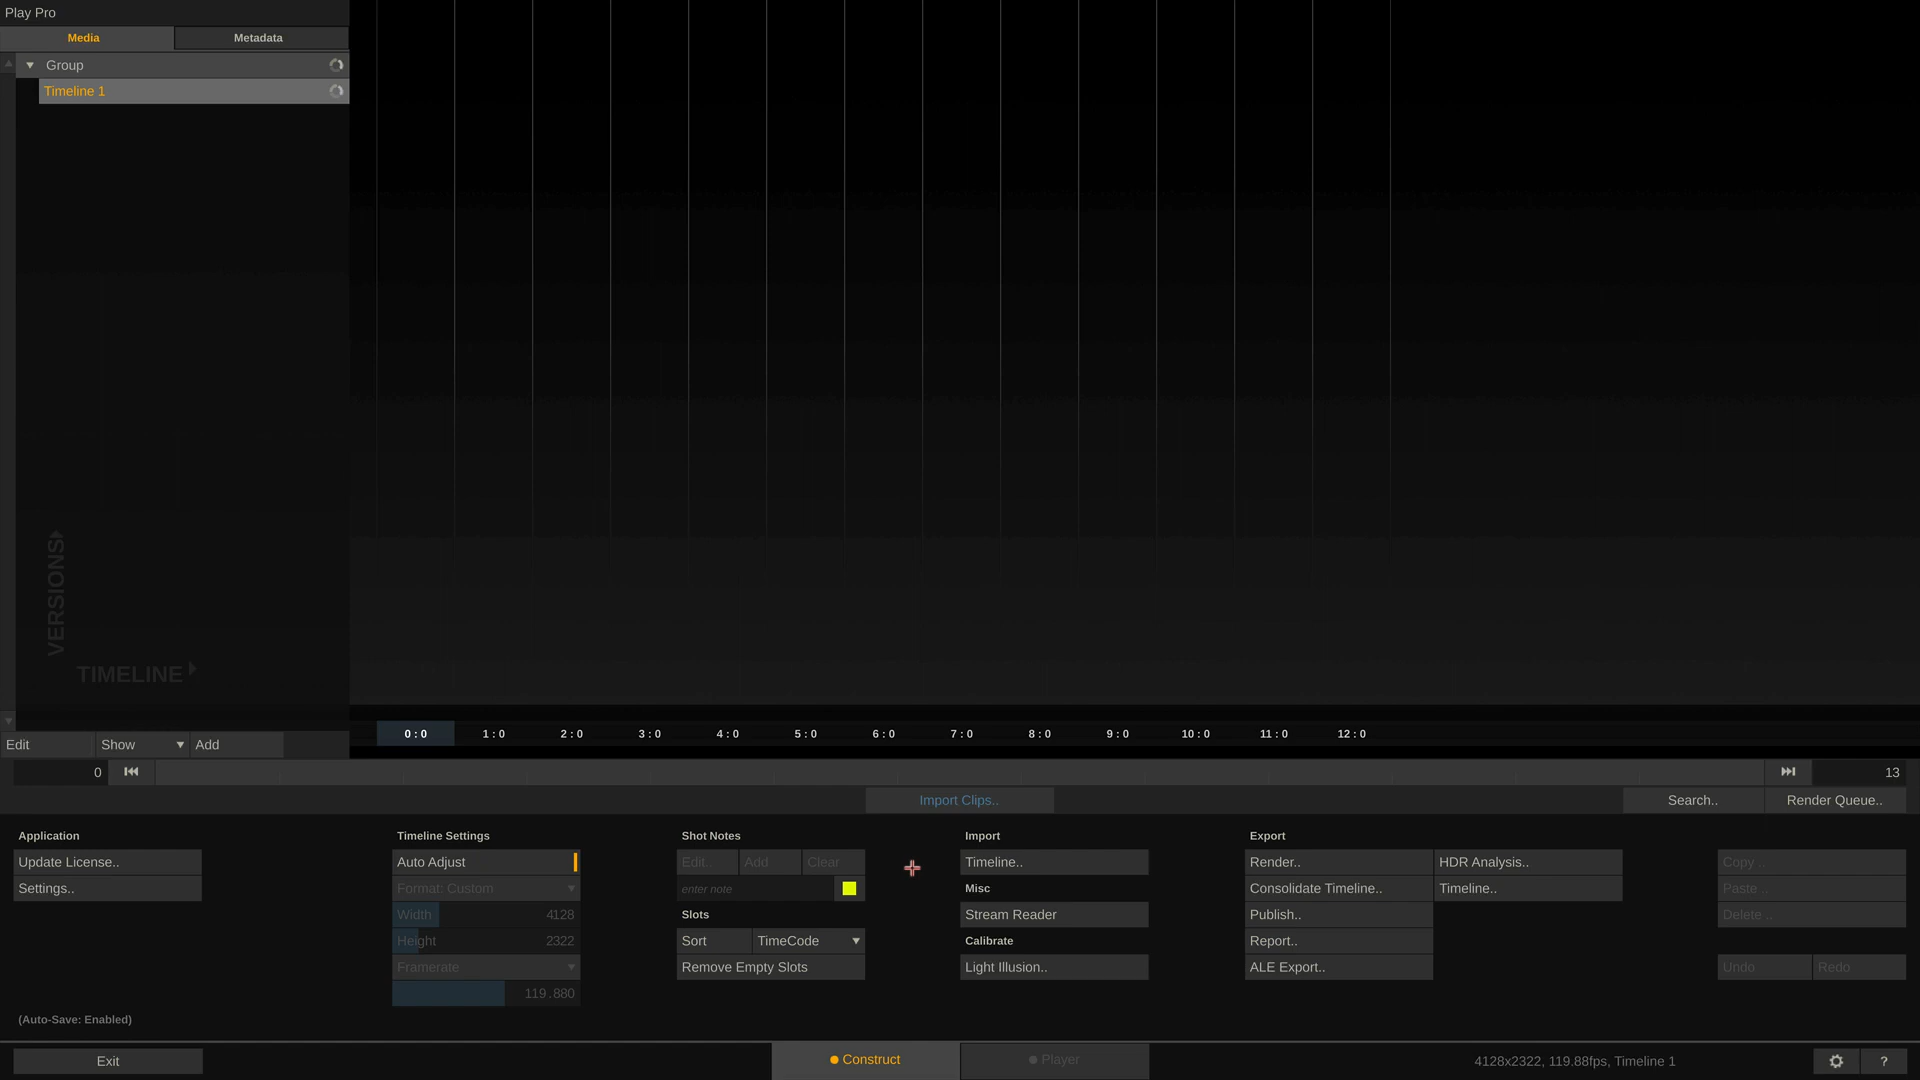 Play Pro
Media
Metadata
Group
Timeline 1
VERSIONS
TIMELINE
0 : 0
1 : 0
2 : 0
3 : 0
4 : 0
5 : 0
6 : 0
7 : 0
8 : 0
9 : 0
10 : 0
11 : 0
12 : 0
Edit
Show
Add
0
13
Import Clips..
Search..
Render Queue..
Application
Update License..
Settings..
(Auto-Save: Enabled)
Timeline Settings
Auto Adjust
Format: Custom
Width 4128
Height 2322
Framerate
119.880
Shot Notes
Edit..
Add
Clear
enter note
Slots
Sort
TimeCode
Remove Empty Slots
Import
Timeline..
Misc
Stream Reader
Calibrate
Light Illusion..
Export
Render..
HDR Analysis..
Consolidate Timeline..
Timeline..
Publish..
Report..
ALE Export..
Copy ..
Paste ..
Delete ..
Undo
Redo
Exit
Construct
Player
4128x2322, 119.88fps, Timeline 1
?